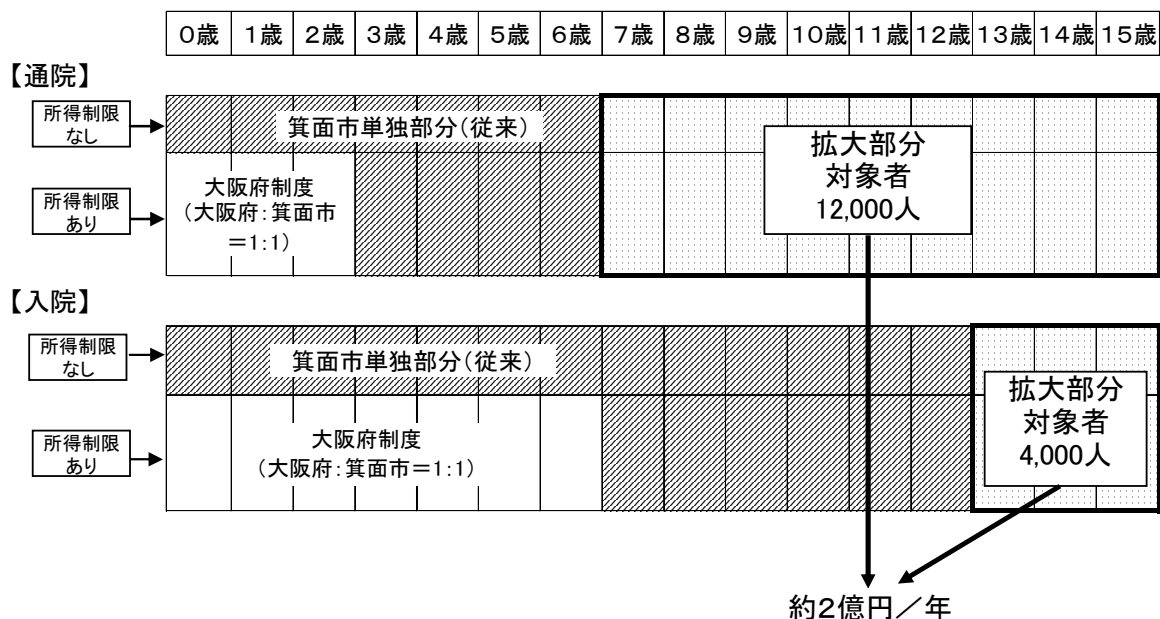 0歳 1歳 2歳 3歳 4歳 5歳 6歳 7歳 8歳 9歳 10歳 11歳 12歳 13歳 14歳 15歳
【通院】
所得制限
なし
箕面市単独部分(従来)
拡大部分
対象者
12,000人
所得制限
あり
大阪府制度
(大阪府:箕面市
=1:1)
【入院】
所得制限
なし
箕面市単独部分(従来)
拡大部分
対象者
4,000人
所得制限
あり
大阪府制度
(大阪府:箕面市=1:1)
約2億円/年